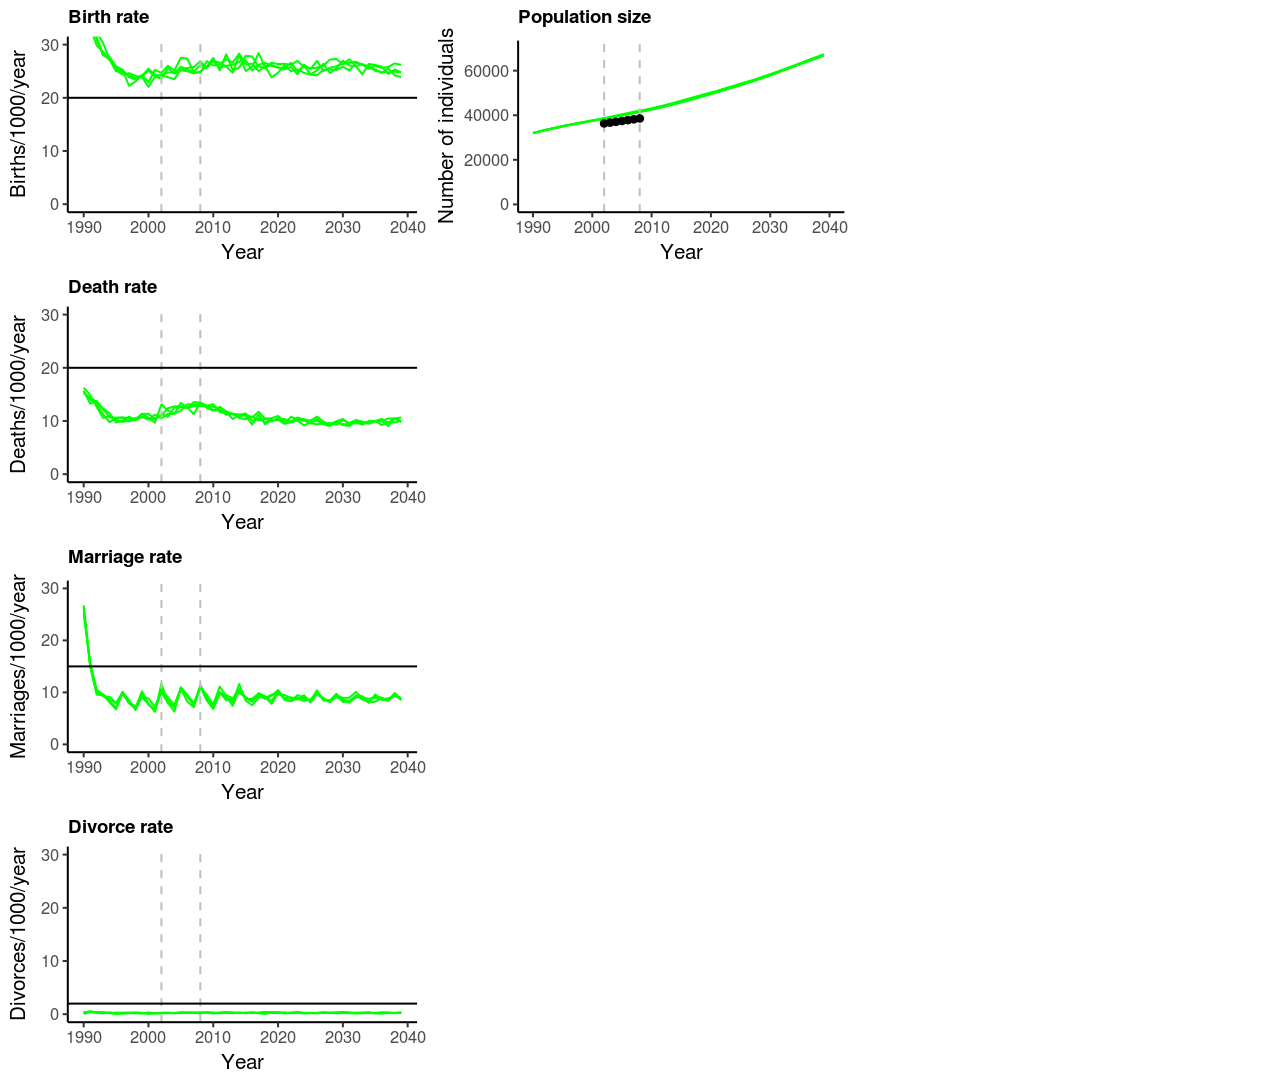 Birth rate
Births/1000/year
30
20
10
0
1990 2000 2010 2020 2030 2040
Year
Population size
Number of individuals
60000
40000
20000
0
1990 2000 2010 2020 2030 2040
Year
Death rate
Deaths/1000/year
30
20
10
0
1990 2000 2010 2020 2030 2040
Year
Marriage rate
Marriages/1000/year
30
20
10
0
1990 2000 2010 2020 2030 2040
Year
Divorce rate
Divorces/1000/year
30
20
10
0
1990 2000 2010 2020 2030 2040
Year